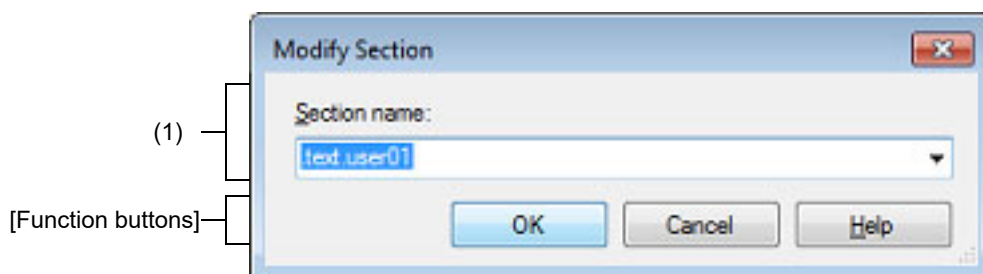 Modify Section
(1)
Section name:
.text.user01
[Function buttons]
OK
Cancel
Help